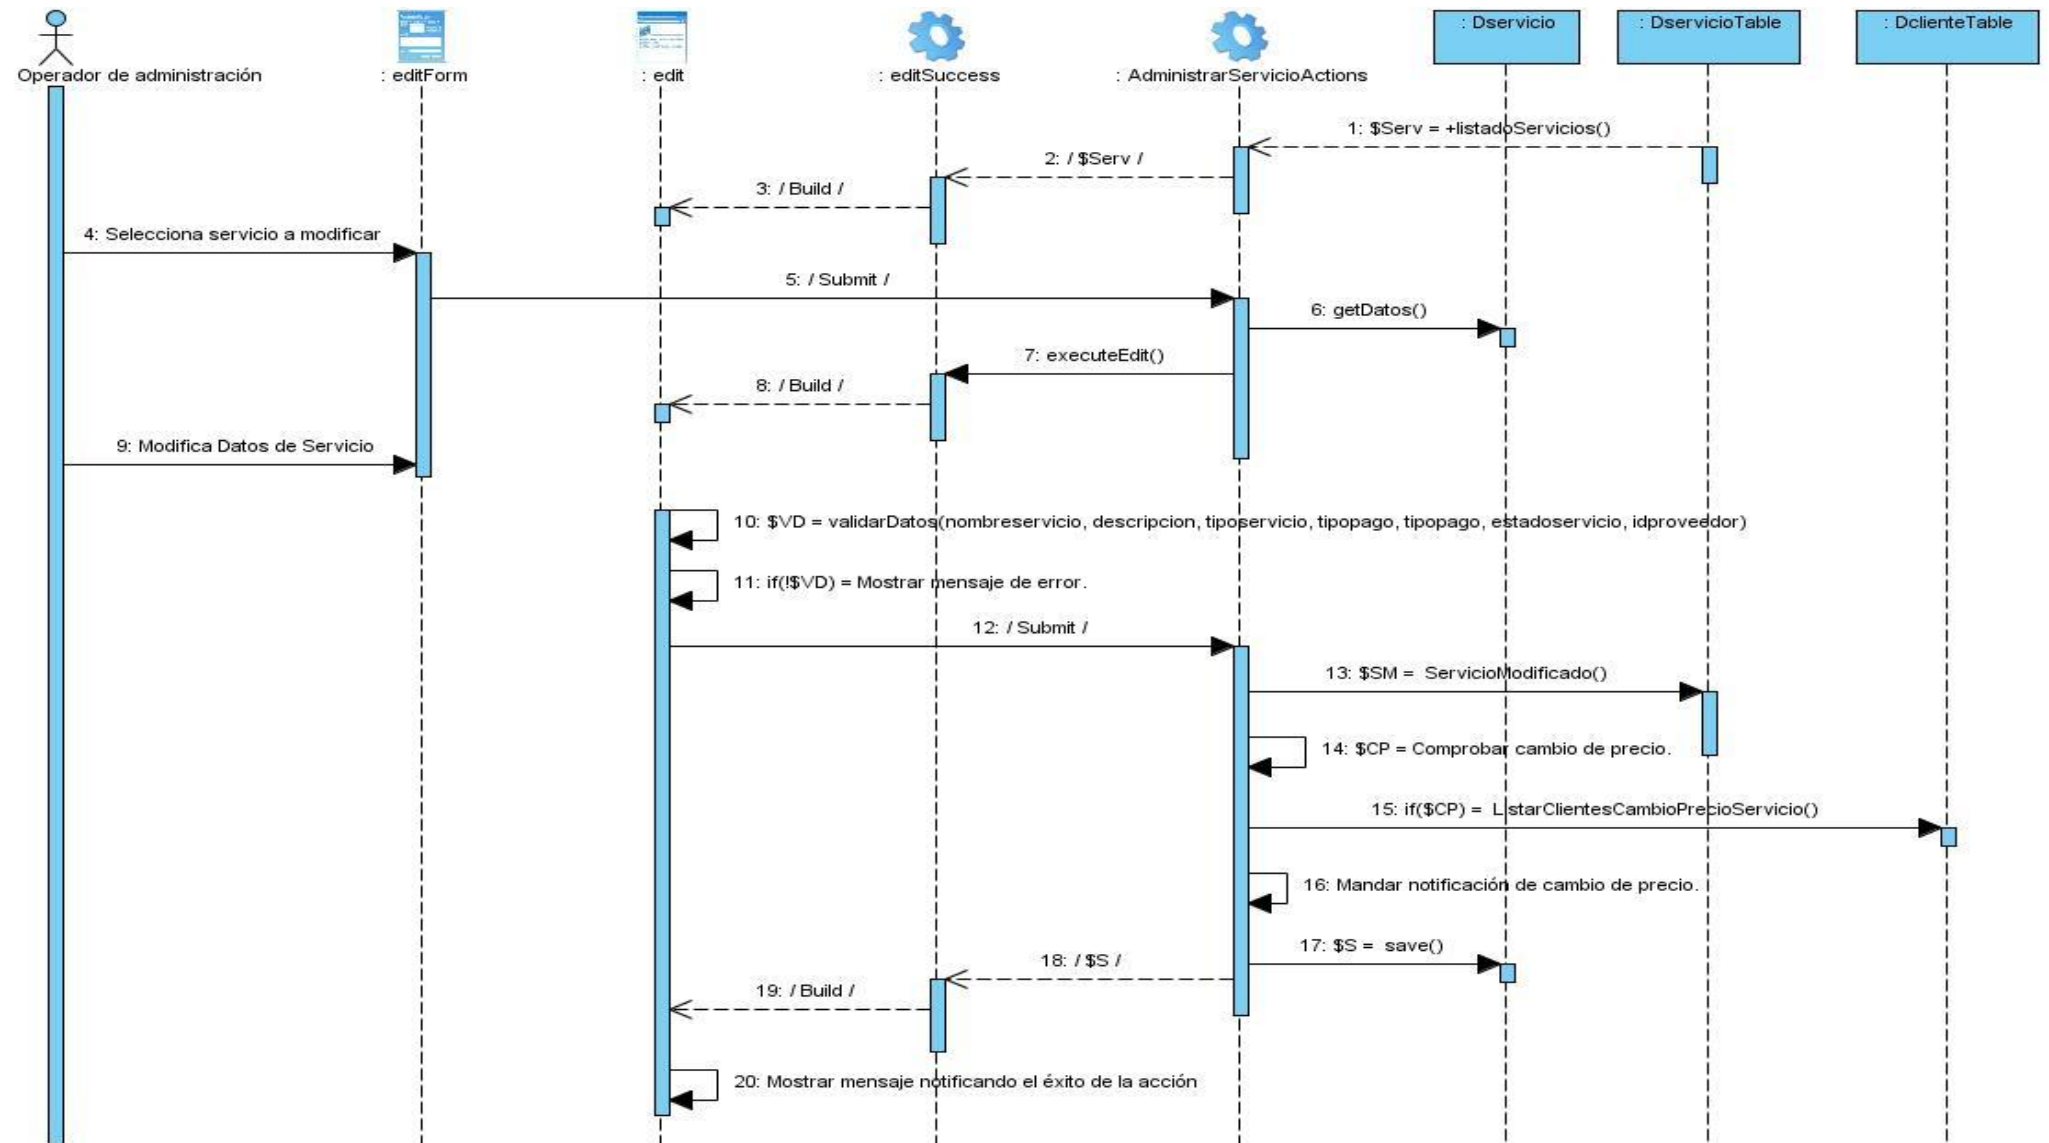 : Dservicio
: DservicioTable
: DclienteTable
Operador de administración
: editForm
: edit
: editSuccess
: AdministrarServicioActions
1: $Serv = +listadoServicios()
2: / $Serv /
3: / Build /
4: Selecciona servicio a modificar
5: / Submit /
6: getDatos()
7: executeEdit()
8: / Build /
9: Modifica Datos de Servicio
10: $VD = validarDatos(nombreservicio, descripcion, tiposervicio, tipopago, tipopago, estadoservicio, idproveedor)
11: if(!$VD) = Mostrar mensaje de error.
12: / Submit /
13: $SM = ServicioModificado()
14: $CP = Comprobar cambio de precio.
15: if($CP) = ListarClientesCambioPrecioServicio()
16: Mandar notificación de cambio de precio.
17: $S = save()
18: / $S /
19: / Build /
20: Mostrar mensaje notificando el éxito de la acción